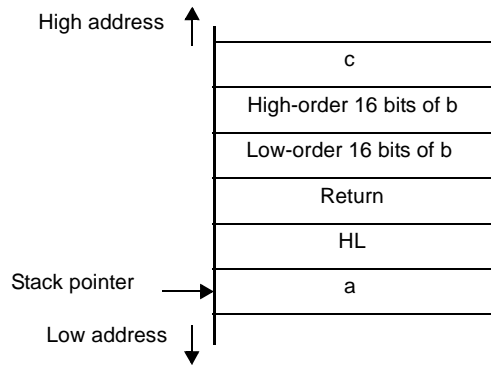 High address
c
High-order 16 bits of b
Low-order 16 bits of b
Return
HL
Stack pointer
a
Low address